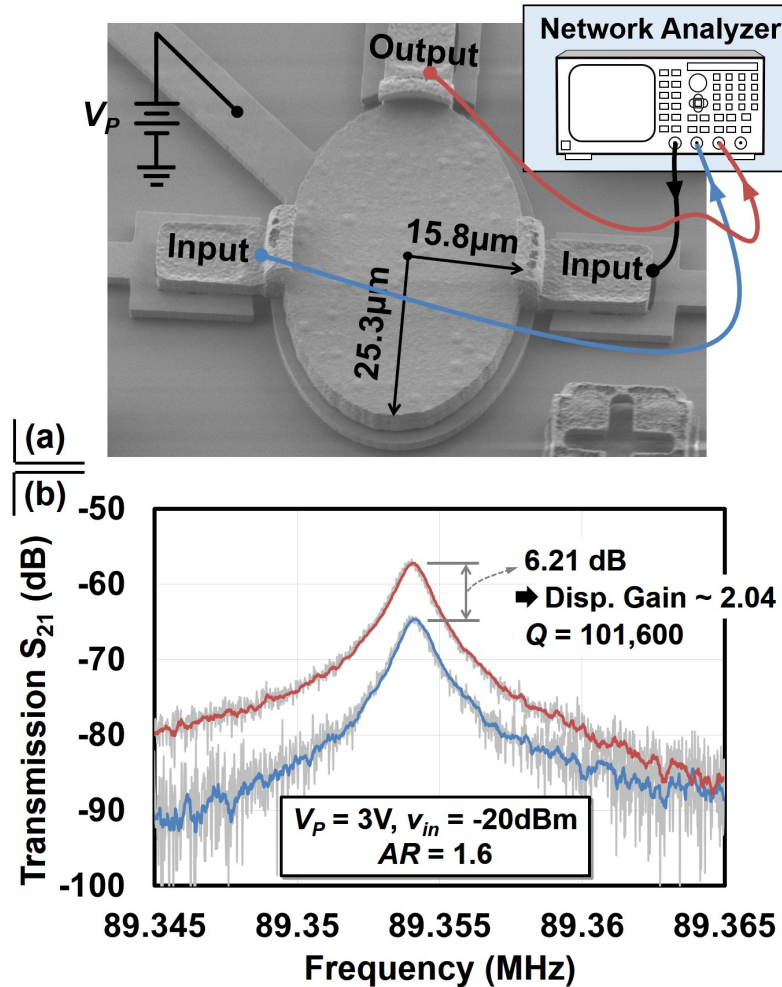 Network Analyzer
Output
V_P
Input
15.8μm
Input
25.3μm
(a)
(b)
-50
-60
-70
-80
-90
-100
Transmission S21 (dB)
6.21 dB
➡ Disp. Gain ~ 2.04
Q = 101,600
V_P = 3V, v_in = -20dBm
AR = 1.6
89.345
89.35
89.355
89.36
89.365
Frequency (MHz)